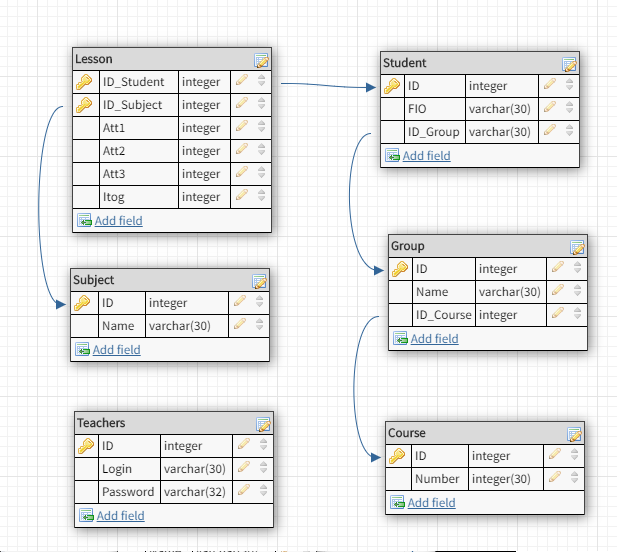 Lesson
ID_Student integer
ID_Subject integer
Att1 integer
Att2 integer
Att3 integer
Itog integer
Add field
Student
ID integer
FIO varchar(30)
ID_Group varchar(30)
Add field
Subject
ID integer
Name varchar(30)
Add field
Group
ID integer
Name varchar(30)
ID_Course integer
Add field
Teachers
ID integer
Login varchar(30)
Password varchar(32)
Add field
Course
ID integer
Number integer(30)
Add field